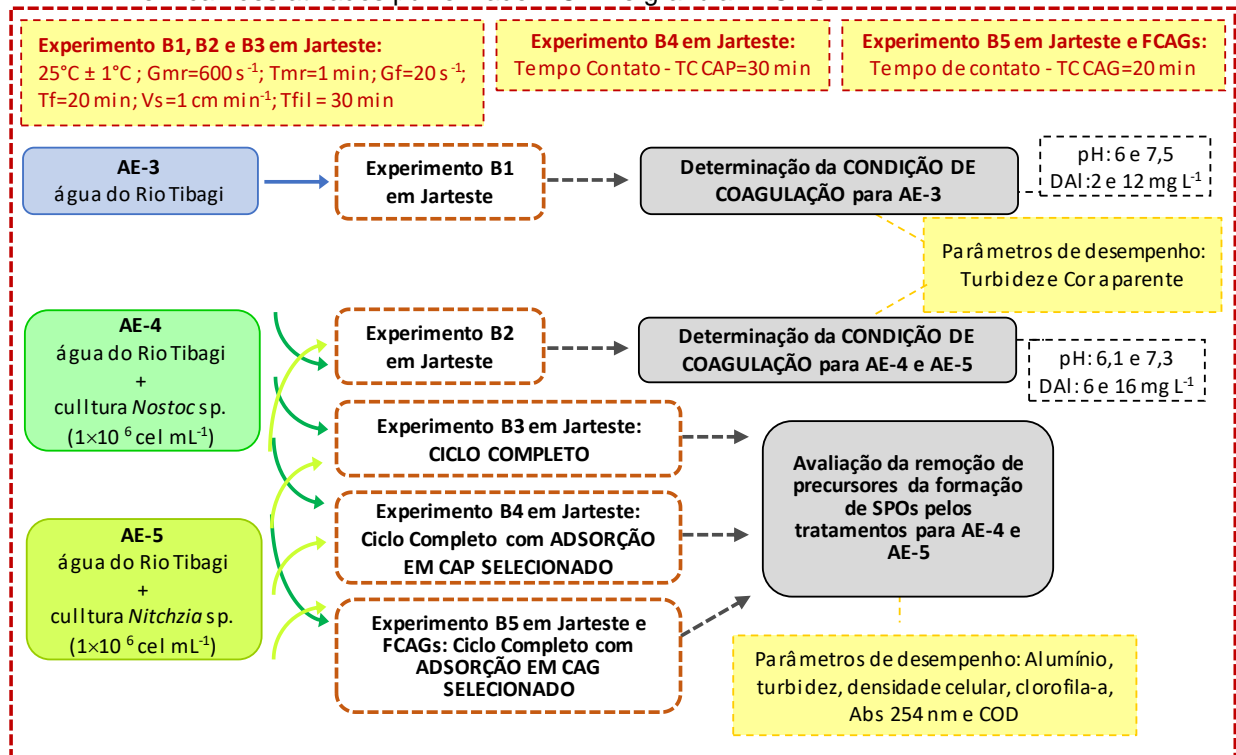 Experimento B1, B2 e B3 em Jarteste:
25°C ± 1°C ; Gmr=600 s⁻¹; Tmr=1 min; Gf=20 s⁻¹;
Tf=20 min; Vs=1 cm min⁻¹; Tfil = 30 min
Experimento B4 em Jarteste:
Tempo Contato - TC CAP=30 min
Experimento B5 em Jarteste e FCAGs:
Tempo de contato - TC CAG=20 min
AE-3
água do Rio Tibagi
Experimento B1
em Jarteste
Determinação da CONDIÇÃO DE
COAGULAÇÃO para AE-3
pH: 6 e 7,5
DAl :2 e 12 mg L⁻¹
Parâmetros de desempenho:
Turbidez e Cor aparente
AE-4
água do Rio Tibagi
+
cultura Nostoc sp.
(1×10⁶ cel mL⁻¹)
Experimento B2
em Jarteste
Determinação da CONDIÇÃO DE
COAGULAÇÃO para AE-4 e AE-5
pH: 6,1 e 7,3
DAl : 6 e 16 mg L⁻¹
Experimento B3 em Jarteste:
CICLO COMPLETO
Experimento B4 em Jarteste:
Ciclo Completo com ADSORÇÃO
EM CAP SELECIONADO
Avaliação da remoção de
precursores da formação
de SPOs pelos
tratamentos para AE-4 e
AE-5
AE-5
água do Rio Tibagi
+
cultura Nitchzia sp.
(1×10⁶ cel mL⁻¹)
Experimento B5 em Jarteste e
FCAGs: Ciclo Completo com
ADSORÇÃO EM CAG
SELECIONADO
Parâmetros de desempenho: Alumínio,
turbidez, densidade celular, clorofila-a,
Abs 254 nm e COD